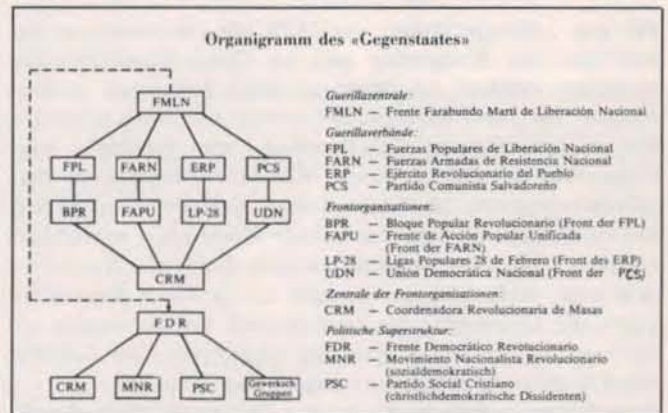 Organigramm des «Gegenstaates»
FMLN
FPL FARN ERP PCS
BPR FAPU LP-28 UDN
CRM
FDR
CRM MNR PSC Gewerksch. Gruppen
Guerillazentrale:
FMLN – Frente Farabundo Marti de Liberación Nacional
Guerillaverbände:
FPL – Fuerzas Populares de Liberación Nacional
FARN – Fuerzas Armadas de Resistencia Nacional
ERP – Ejército Revolucionario del Pueblo
PCS – Partido Comunista Salvadoreño
Frontorganisationen:
BPR – Bloque Popular Revolucionario (Front der FPL)
FAPU – Frente de Acción Popular Unificada
(Front der FARN)
LP-28 – Ligas Populares 28 de Febrero (Front des ERP)
UDN – Unión Democrática Nacional (Front der PCS)
Zentrale der Frontorganisationen:
CRM – Coordenadora Revolucionaria de Masas
Politische Superstruktur:
FDR – Frente Democrático Revolucionario
MNR – Movimiento Nacionalista Revolucionario
(sozialdemokratisch)
PSC – Partido Social Cristiano
(christlichdemokratische Dissidenten)